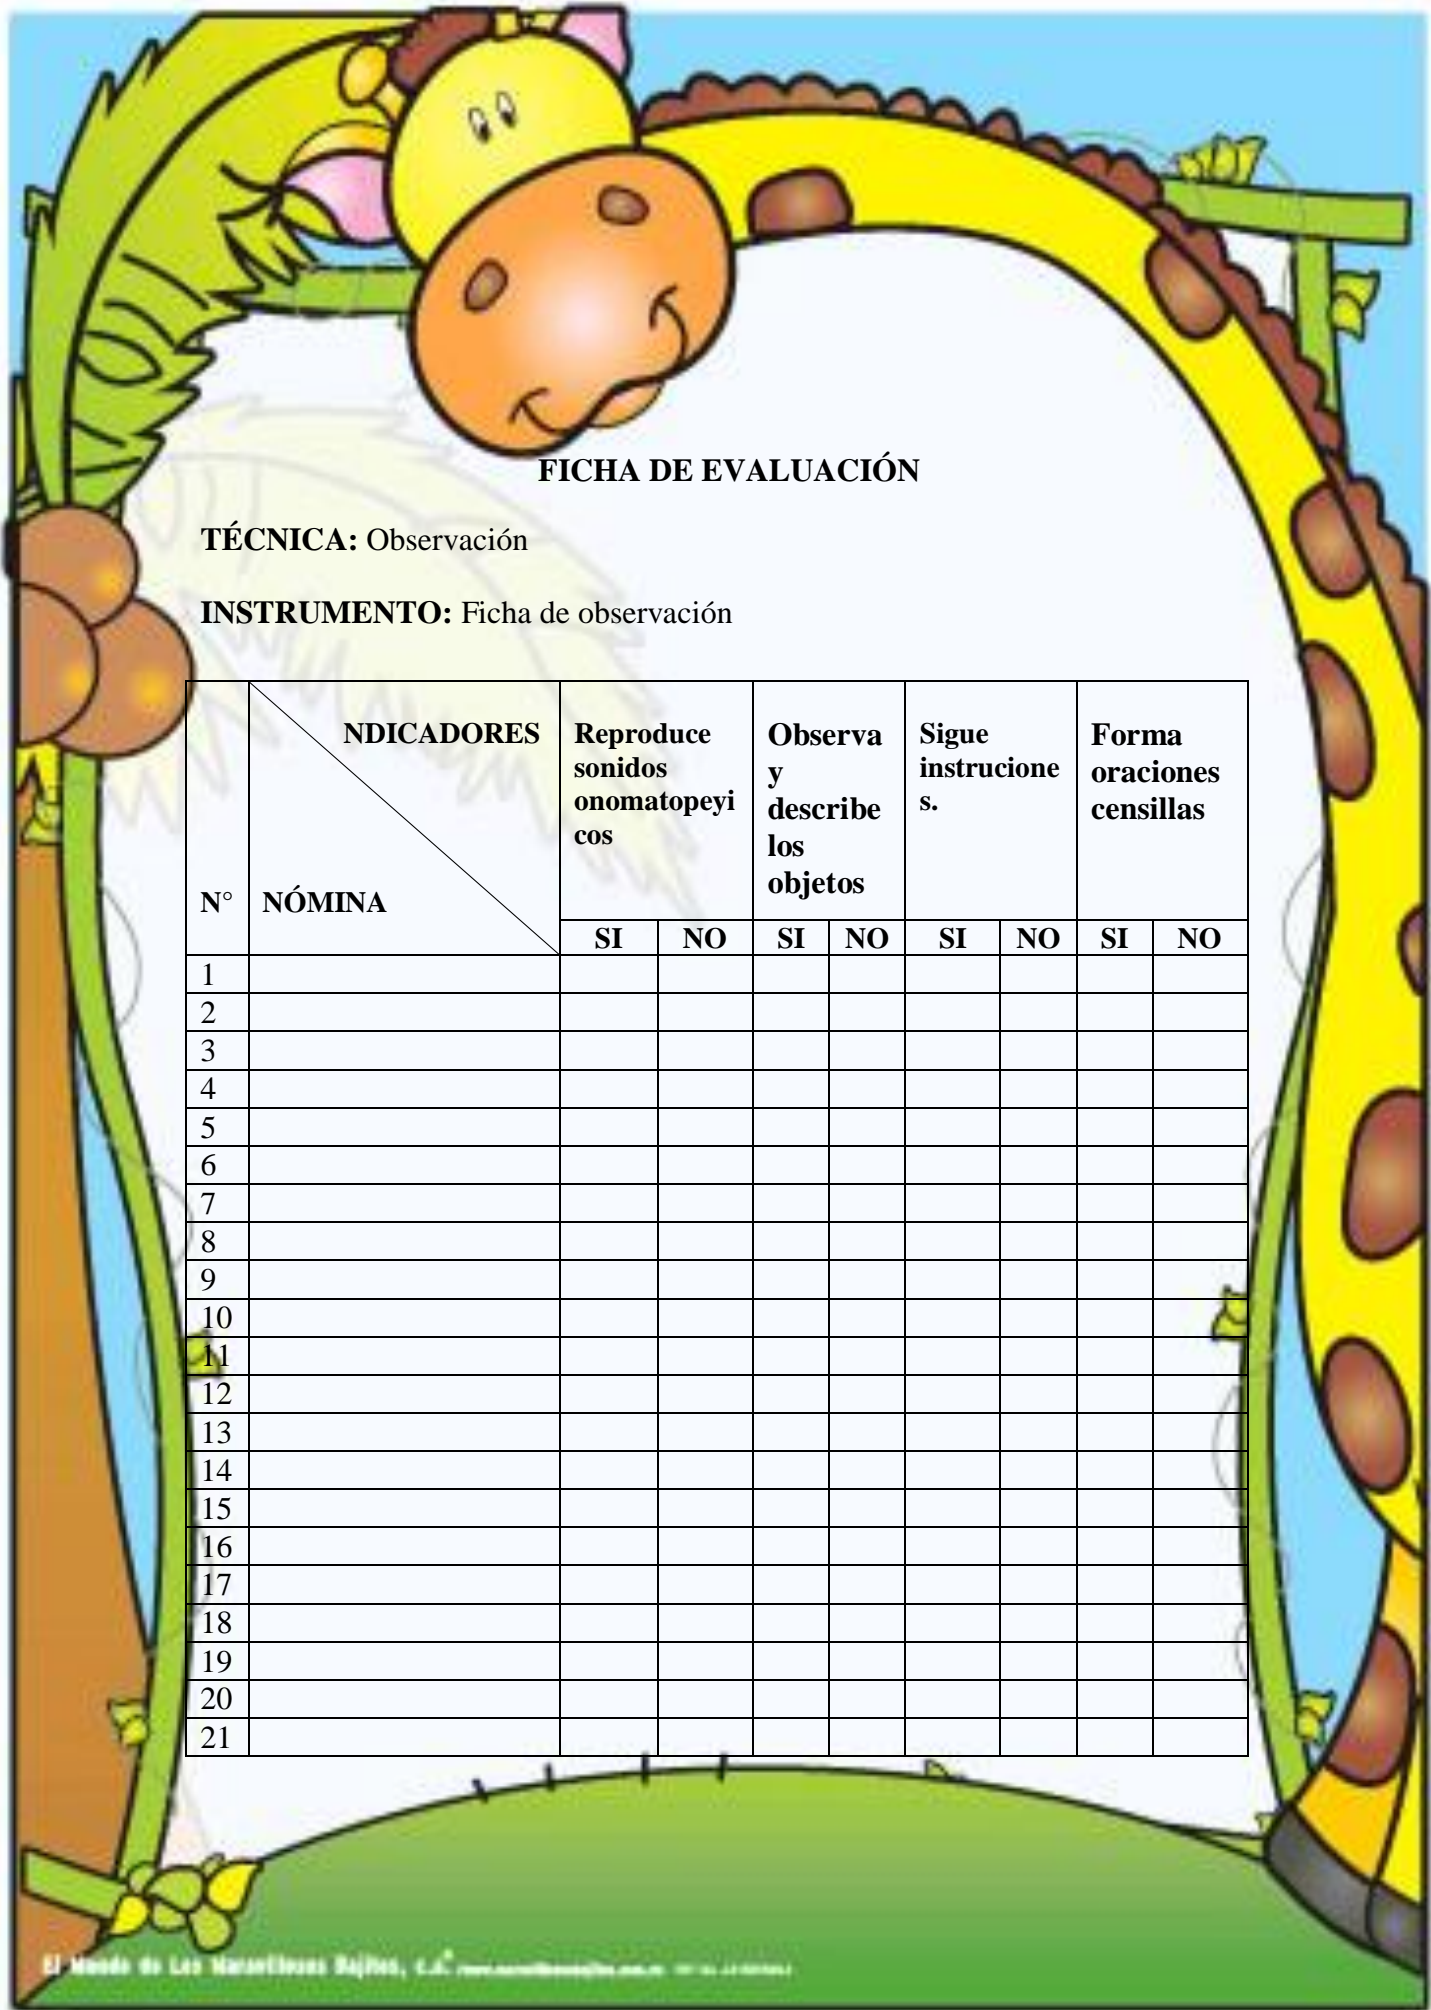 FICHA DE EVALUACIÓN
TÉCNICA: Observación
INSTRUMENTO: Ficha de observación
NDICADORES
N° NÓMINA
Reproduce
sonidos
onomatopeyi
cos
Observa
y
describe
los
objetos
Sigue
instrucione
s.
Forma
oraciones
censillas
SI NO SI NO SI NO SI NO
1
2
3
4
5
6
7
8
9
10
11
12
13
14
15
16
17
18
19
20
21
El Mundo de Los Maravillosos Bajitos, c.a.